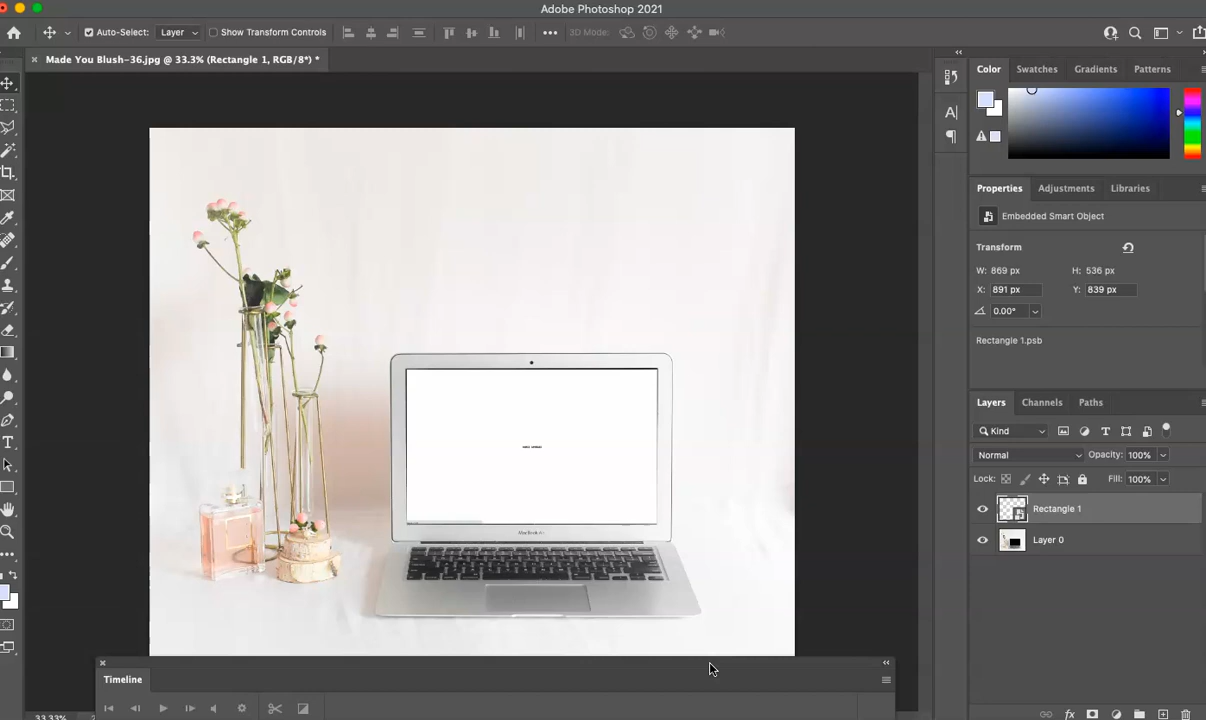 Adobe Photoshop 2021
Auto-Select: Layer Show Transform Controls 3D Mode:
Made You Blush-36.jpg @ 33.3% (Rectangle 1, RGB/8*) *
Color Swatches Gradients Patterns
Properties Adjustments Libraries
Embedded Smart Object
Transform
W: 869 px H: 536 px
X: 891 px Y: 839 px
0.00°
Rectangle 1.psb
Layers Channels Paths
Kind
Normal Opacity: 100%
Lock: Fill: 100%
Rectangle 1
Layer 0
MacBook Air
Timeline
33.33%